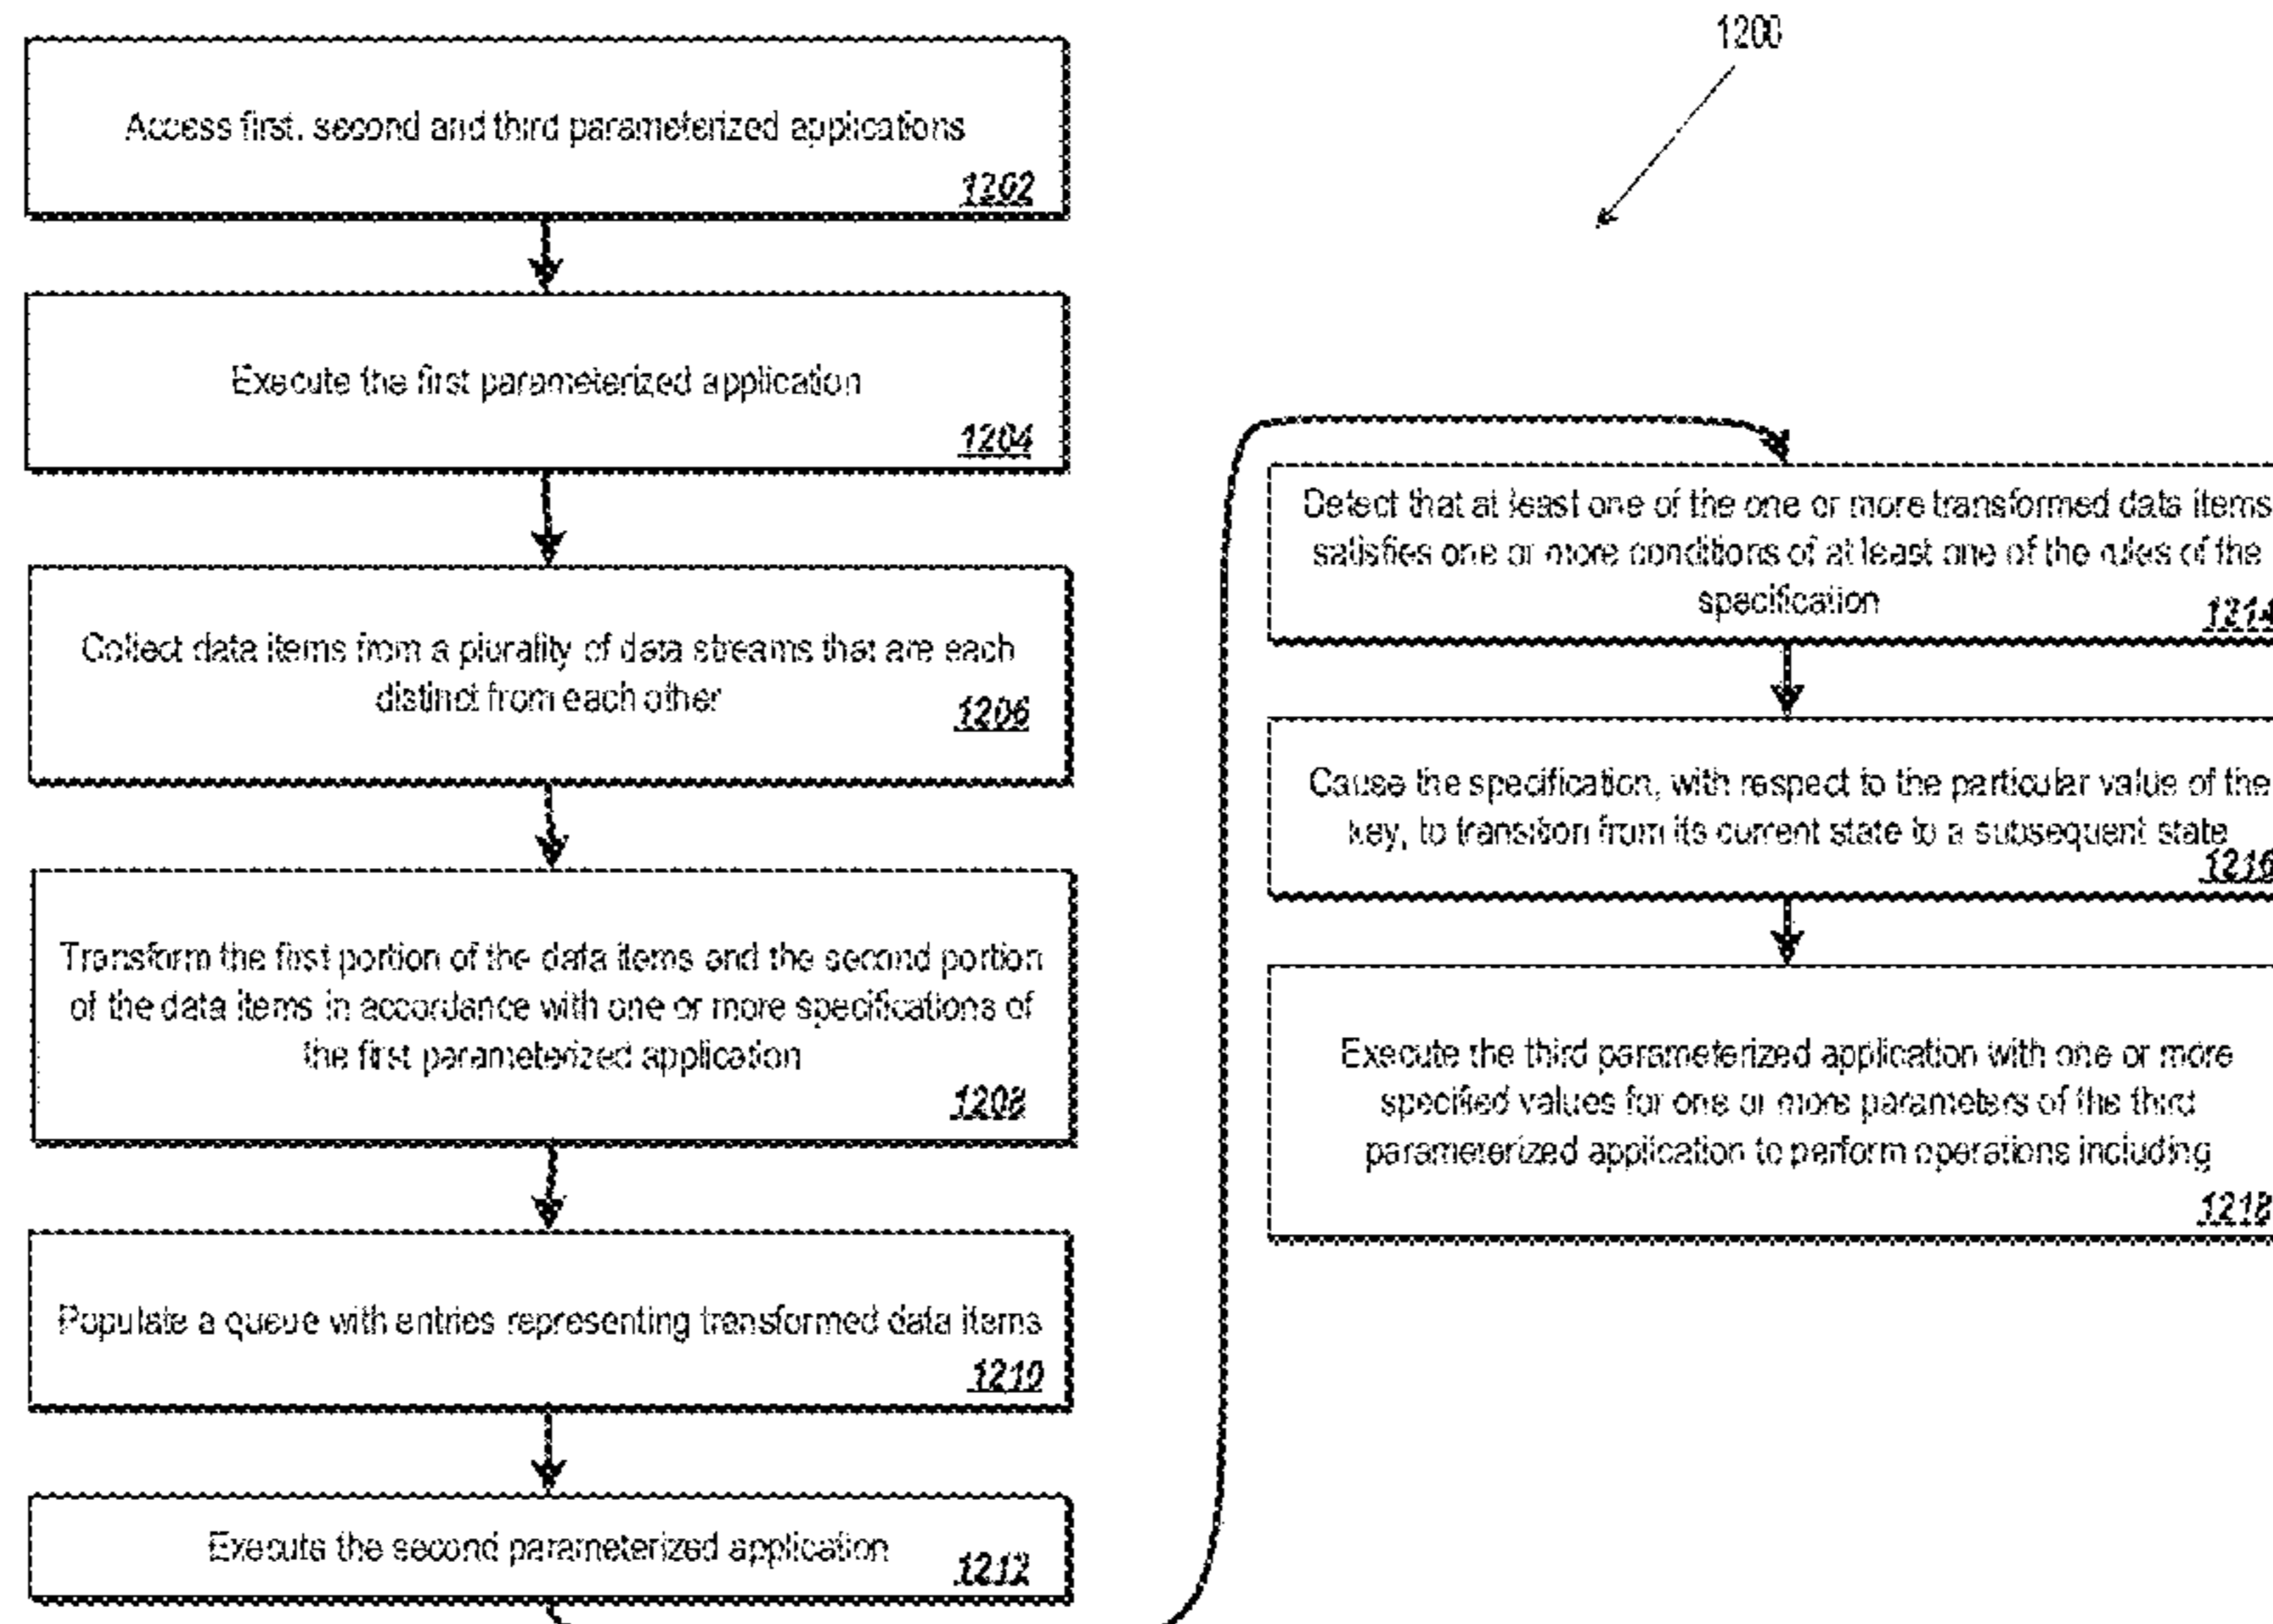 1200
Access first, second and third parameterized applications
1202
Execute the first parameterized application
1204
Collect data items from a plurality of data streams that are each
distinct from each other
1206
Transform the first portion of the data items and the second portion
of the data items in accordance with one or more specifications of
the first parameterized application
1208
Populate a queue with entries representing transformed data items
1210
Execute the second parameterized application
1212
Detect that at least one of the one or more transformed data items
satisfies one or more conditions of at least one of the rules of the
specification
1214
Cause the specification, with respect to the particular value of the
key, to transition from its current state to a subsequent state
1216
Execute the third parameterized application with one or more
specified values for one or more parameters of the third
parameterized application to perform operations including
1218